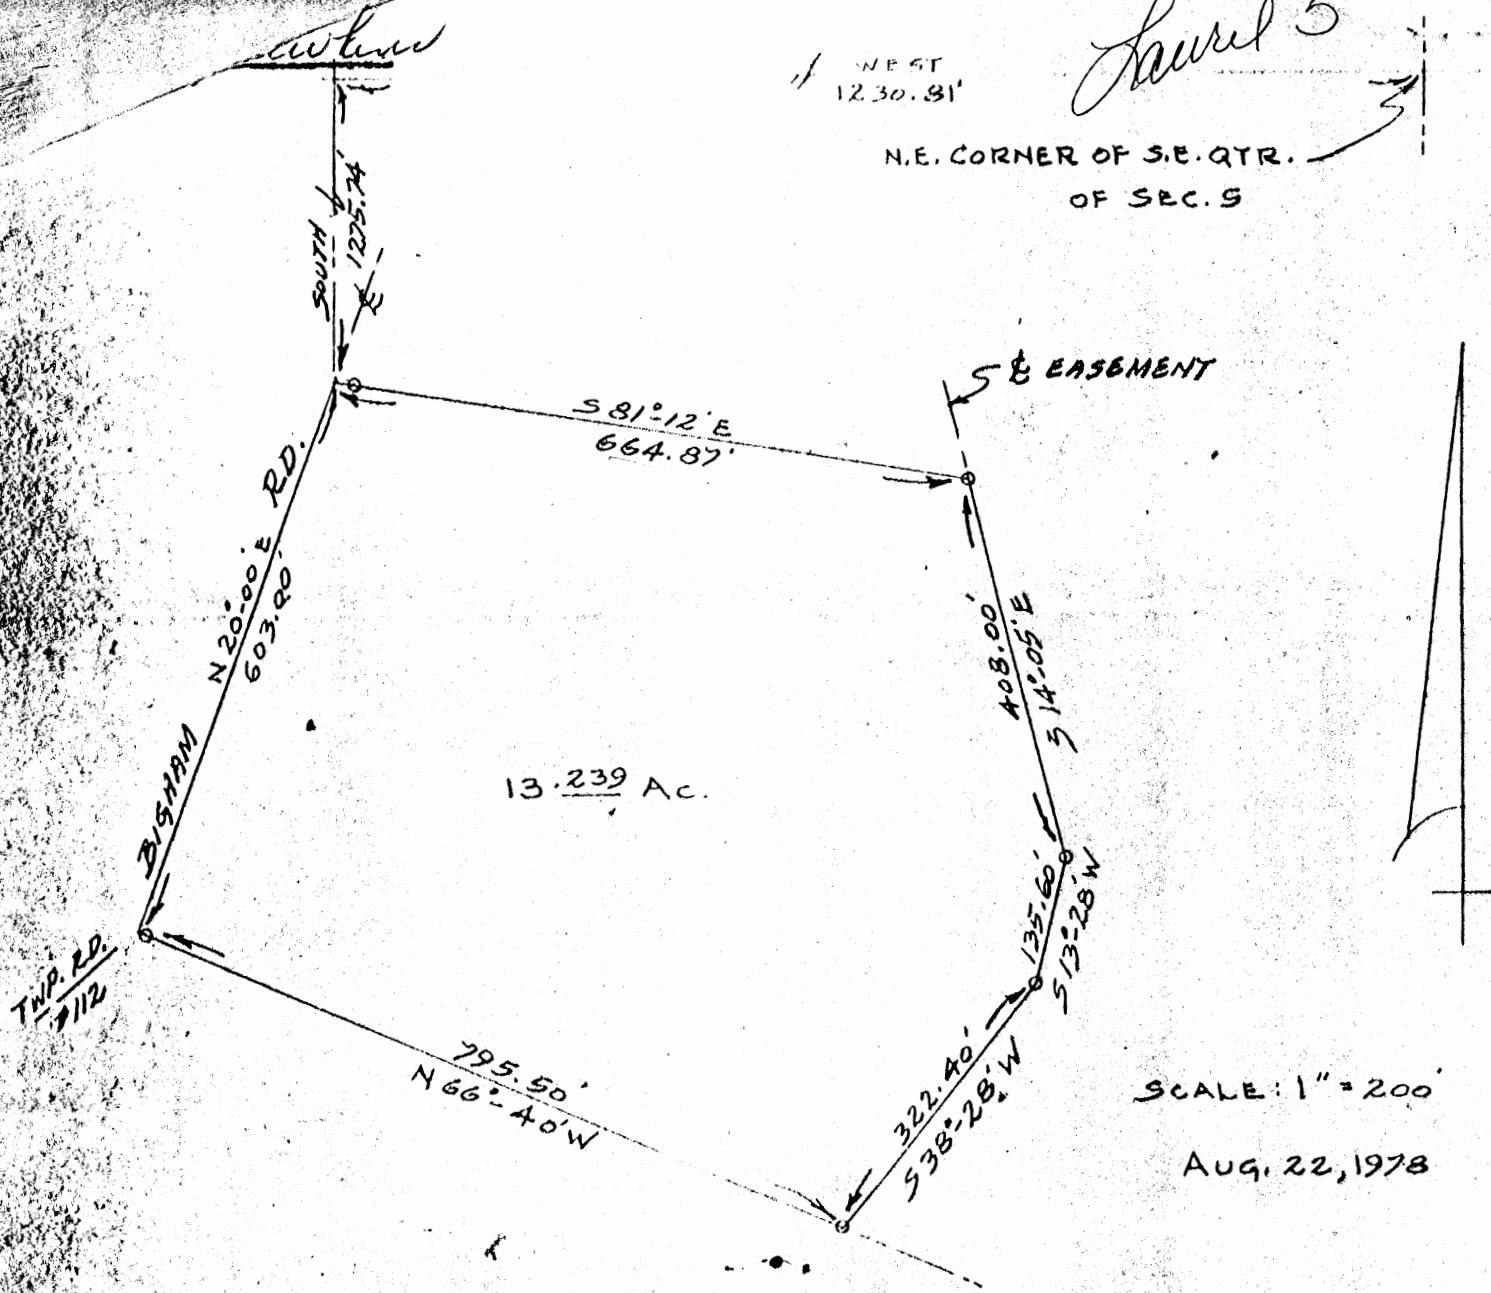 Laurel 5
WEST
1230.81'
N.E. CORNER OF S.E. QTR.
OF SEC. 5
SOUTH
1275.74'
℄
℄ EASEMENT
S 81°-12' E
664.87'
N 20°-00' E
603.00'
BIGHAM RD.
408.00'
S 14°-05' E
13.239 Ac.
135.60'
S 13°-28' W
TWP. RD.
#112
795.50'
N 66°-40' W
322.40'
S 38°-28' W
SCALE: 1" = 200'
AUG. 22, 1978